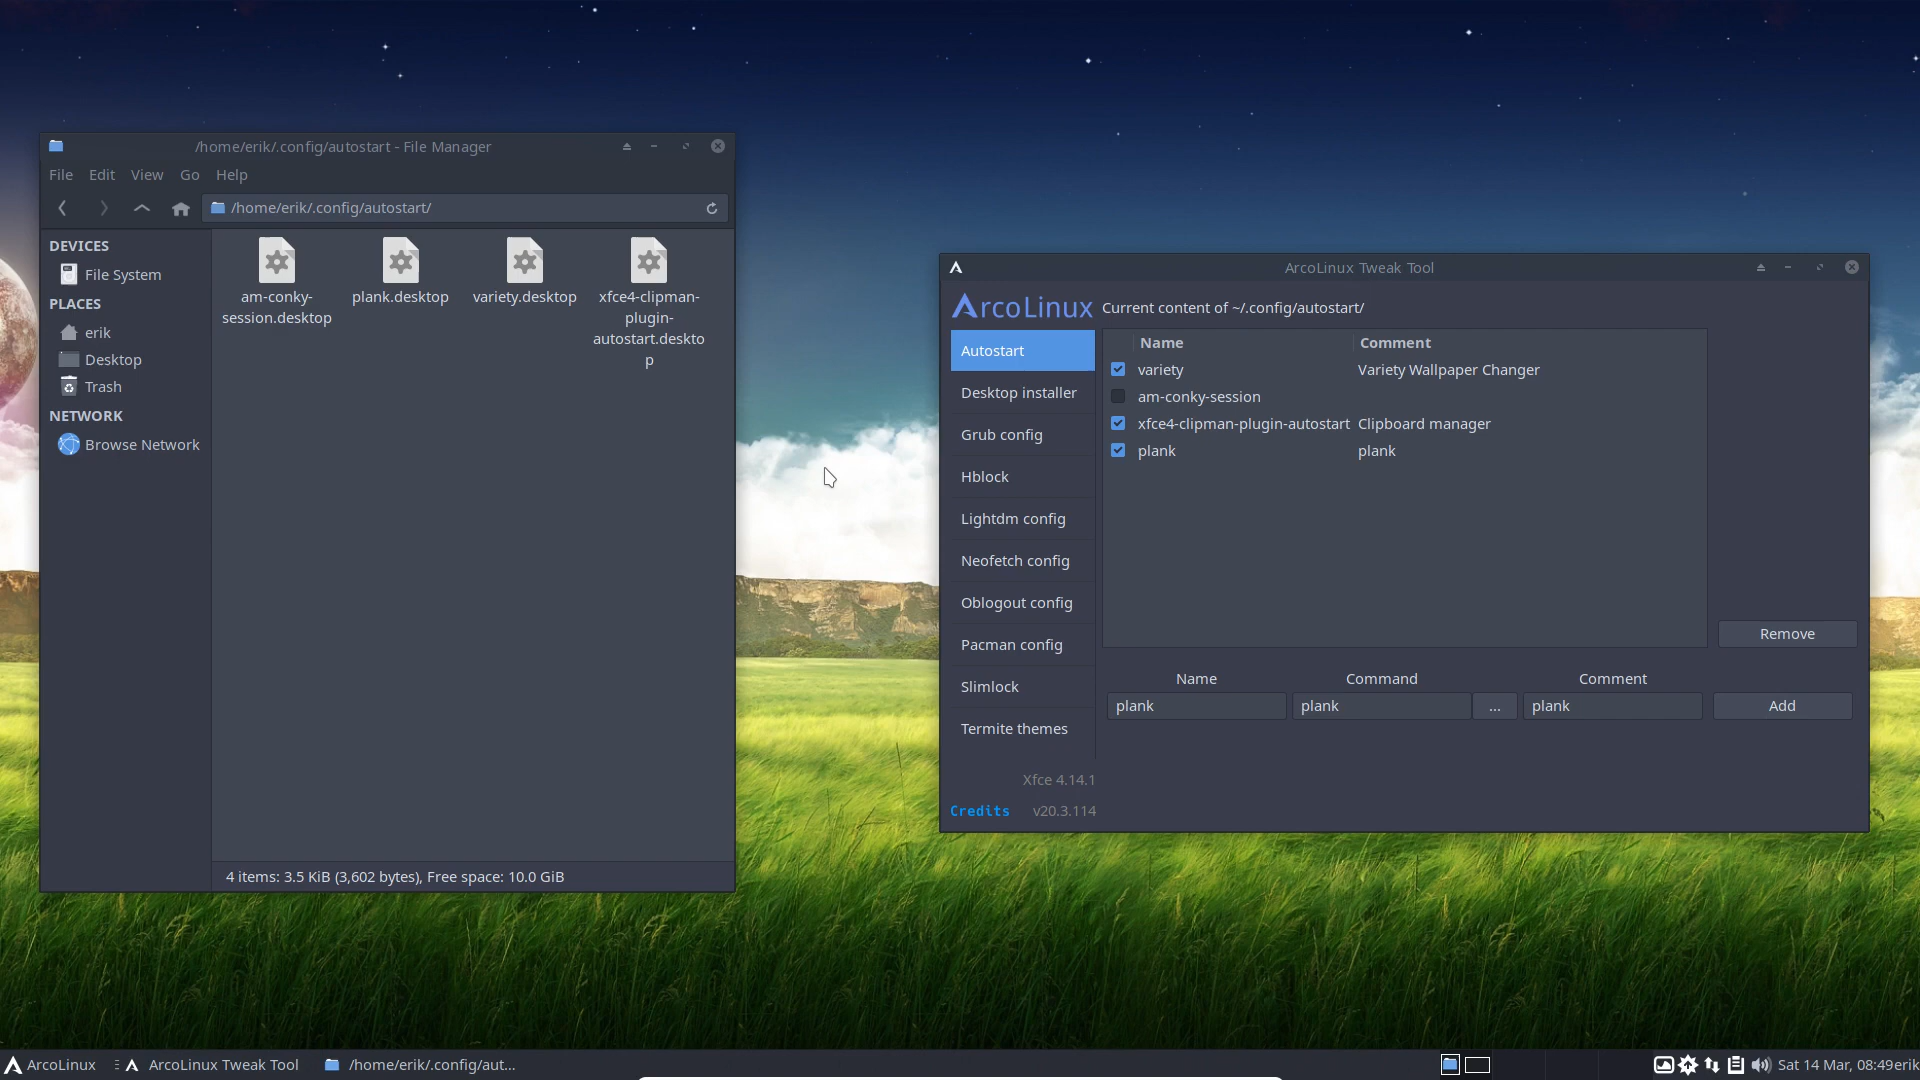 /home/erik/.config/autostart - File Manager
File Edit View Go Help
/home/erik/.config/autostart/
DEVICES
File System
PLACES
erik
Desktop
Trash
NETWORK
Browse Network
am-conky-
session.desktop
plank.desktop
variety.desktop
xfce4-clipman-
plugin-
autostart.deskto
p
4 items: 3.5 KiB (3,602 bytes), Free space: 10.0 GiB
ArcoLinux Tweak Tool
ArcoLinux
Current content of ~/.config/autostart/
Autostart
Desktop installer
Grub config
Hblock
Lightdm config
Neofetch config
Oblogout config
Pacman config
Slimlock
Termite themes
Xfce 4.14.1
Credits v20.3.114
Name Comment
variety Variety Wallpaper Changer
am-conky-session
xfce4-clipman-plugin-autostart Clipboard manager
plank plank
Remove
Name Command Comment
plank plank ... plank Add
ArcoLinux ArcoLinux Tweak Tool /home/erik/.config/aut... Sat 14 Mar, 08:49 erik